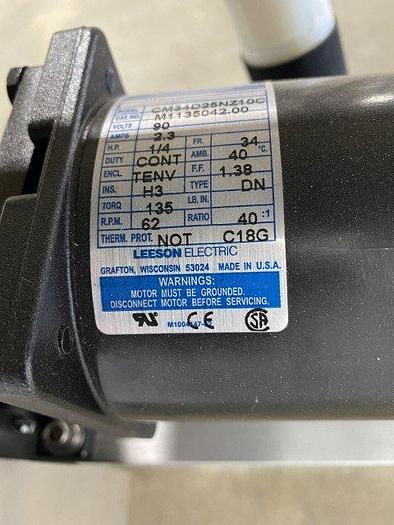 MODEL CM34D25NZ10C
CAT. NO. M1135042.00
VOLTS 90
AMPS 2.3 FR. 34
H.P. 1/4 AMB. 40 °C.
DUTY CONT F.F. 1.38
ENCL. TENV TYPE DN
INS. H3 LB. IN.
TORQ 135
R.P.M. 62 RATIO 40 :1
THERM. PROT. NOT C18G
LEESON ELECTRIC
GRAFTON, WISCONSIN 53024 MADE IN U.S.A.
WARNINGS:
MOTOR MUST BE GROUNDED.
DISCONNECT MOTOR BEFORE SERVICING.
CE